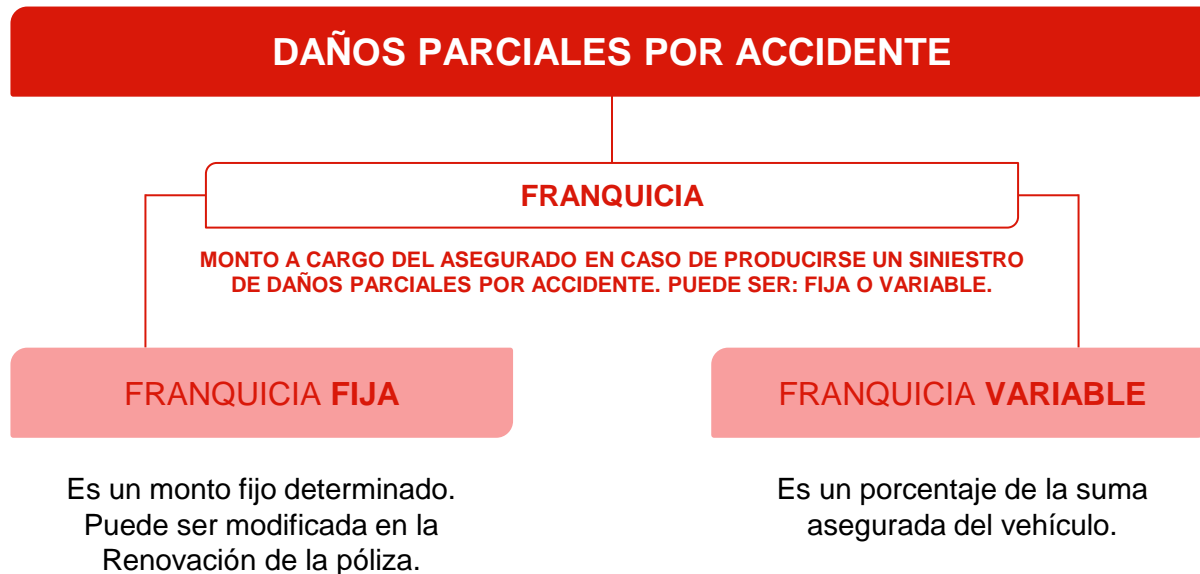 DAÑOS PARCIALES POR ACCIDENTE
FRANQUICIA
MONTO A CARGO DEL ASEGURADO EN CASO DE PRODUCIRSE UN SINIESTRO
DE DAÑOS PARCIALES POR ACCIDENTE. PUEDE SER: FIJA O VARIABLE.
FRANQUICIA FIJA
Es un monto fijo determinado.
Puede ser modificada en la
Renovación de la póliza.
FRANQUICIA VARIABLE
Es un porcentaje de la suma
asegurada del vehículo.